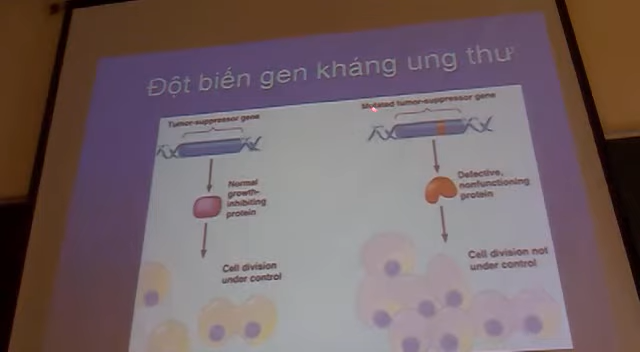 Đột biến gen kháng ung thư
Tumor-suppressor gene
Normal
growth-
inhibiting
protein
Cell division
under control
Mutated tumor-suppressor gene
Defective,
nonfunctioning
protein
Cell division not
under control